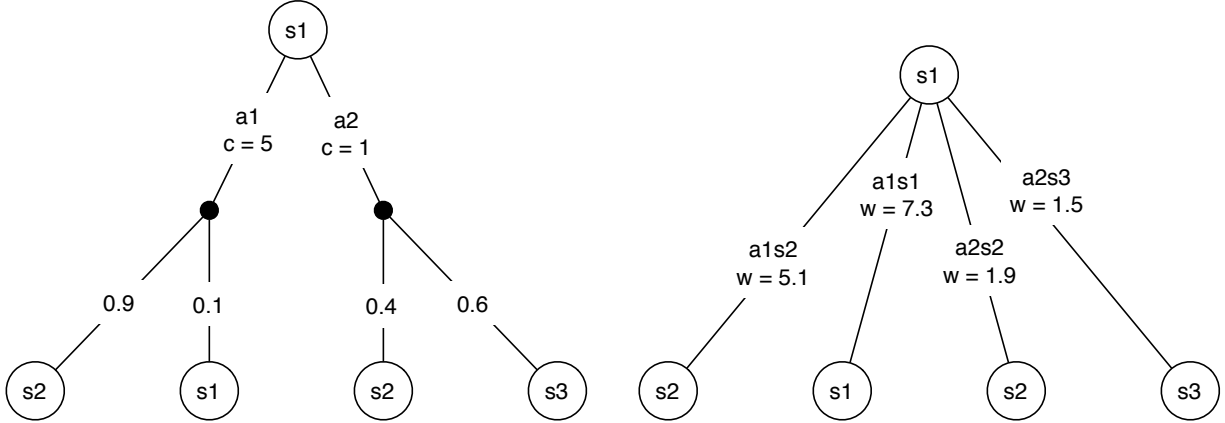 s1
a1
c = 5
a2
c = 1
0.9
0.1
0.4
0.6
s2
s1
s2
s3
s1
a1s2
w = 5.1
a1s1
w = 7.3
a2s2
w = 1.9
a2s3
w = 1.5
s2
s1
s2
s3